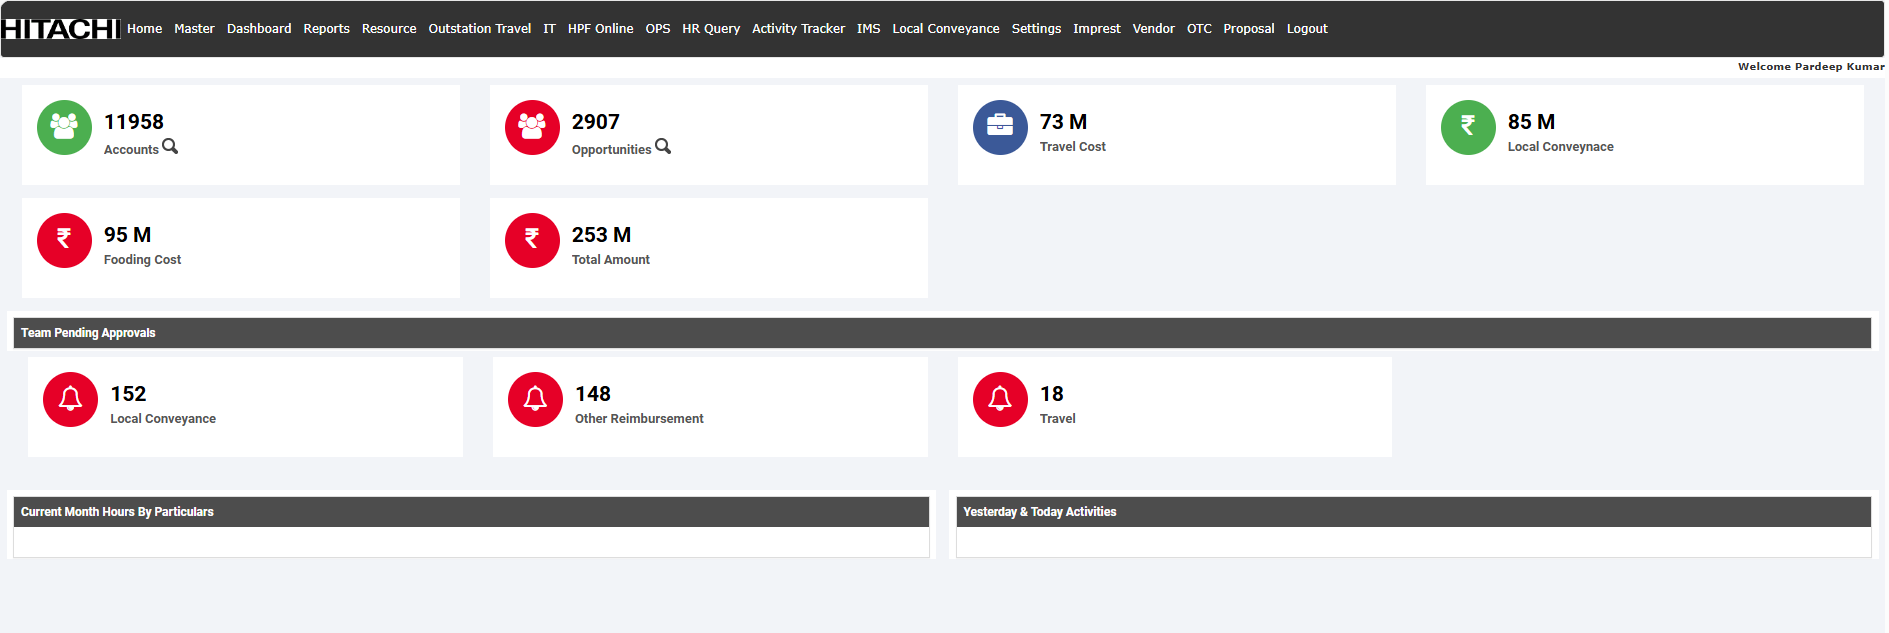 HITACHI Home Master Dashboard Reports Resource Outstation Travel IT HPF Online OPS HR Query Activity Tracker IMS Local Conveyance Settings Imprest Vendor OTC Proposal Logout
Welcome Pardeep Kumar
11958
Accounts
2907
Opportunities
73 M
Travel Cost
85 M
Local Conveynace
95 M
Fooding Cost
253 M
Total Amount
Team Pending Approvals
152
Local Conveyance
148
Other Reimbursement
18
Travel
Current Month Hours By Particulars
Yesterday & Today Activities